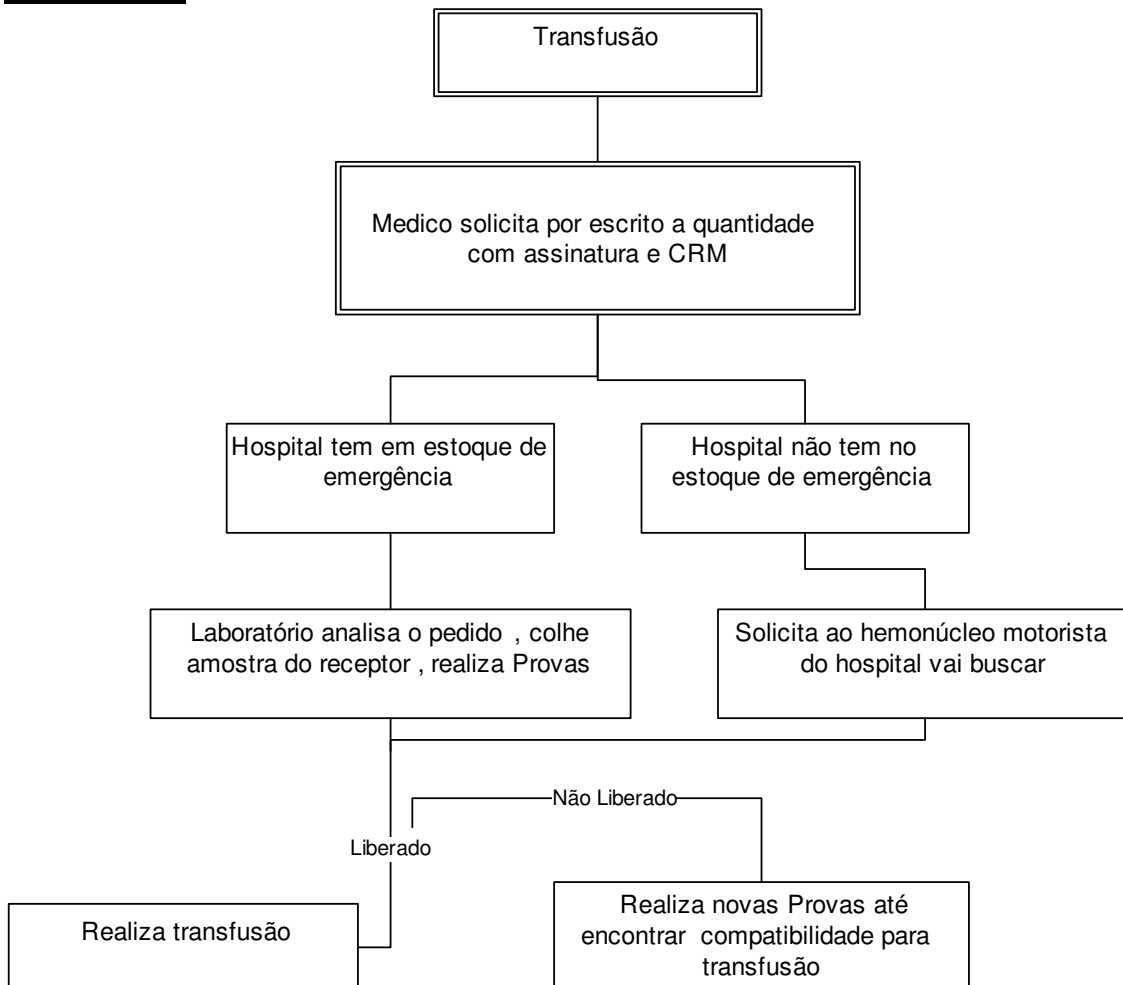 Transfusão
Medico solicita por escrito a quantidade
com assinatura e CRM
Hospital tem em estoque de
emergência
Hospital não tem no
estoque de emergência
Laboratório analisa o pedido , colhe
amostra do receptor , realiza Provas
Solicita ao hemonúcleo motorista
do hospital vai buscar
Não Liberado
Liberado
Realiza transfusão
Realiza novas Provas até
encontrar compatibilidade para
transfusão